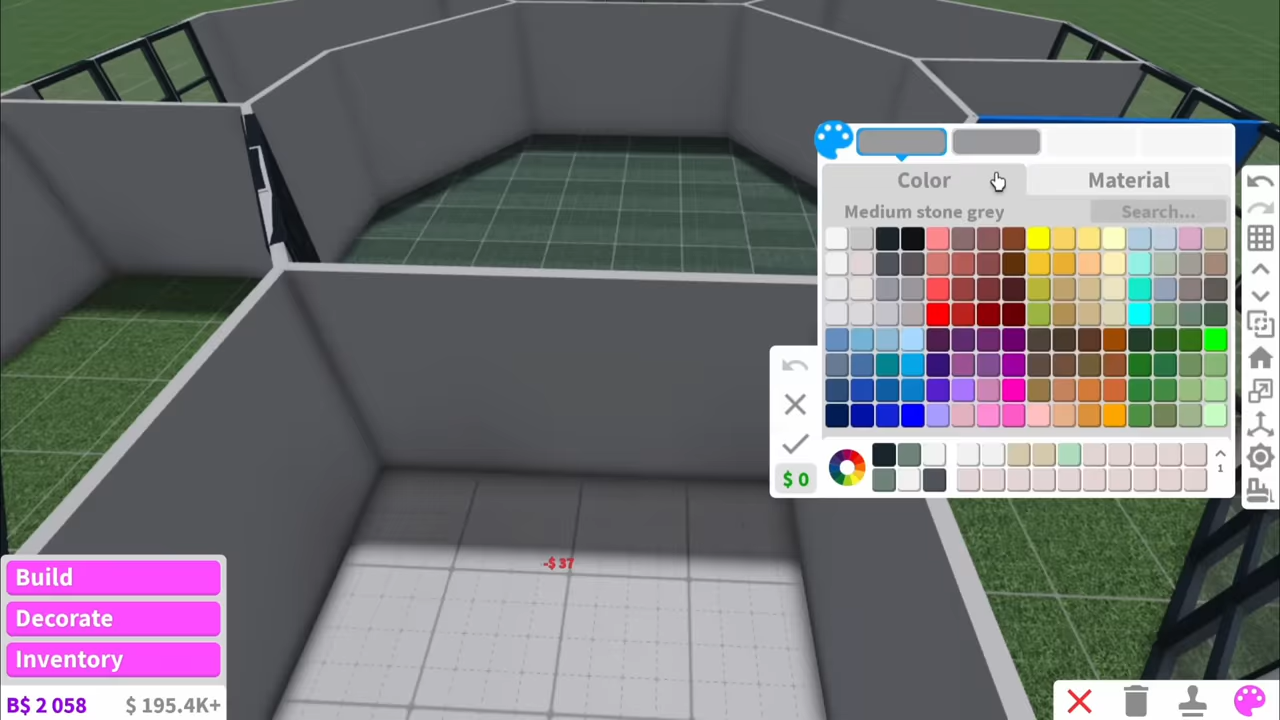 Color
Material
Medium stone grey
Search...
1
$ 0
-$ 37
Build
Decorate
Inventory
B$ 2 058
$ 195.4K+